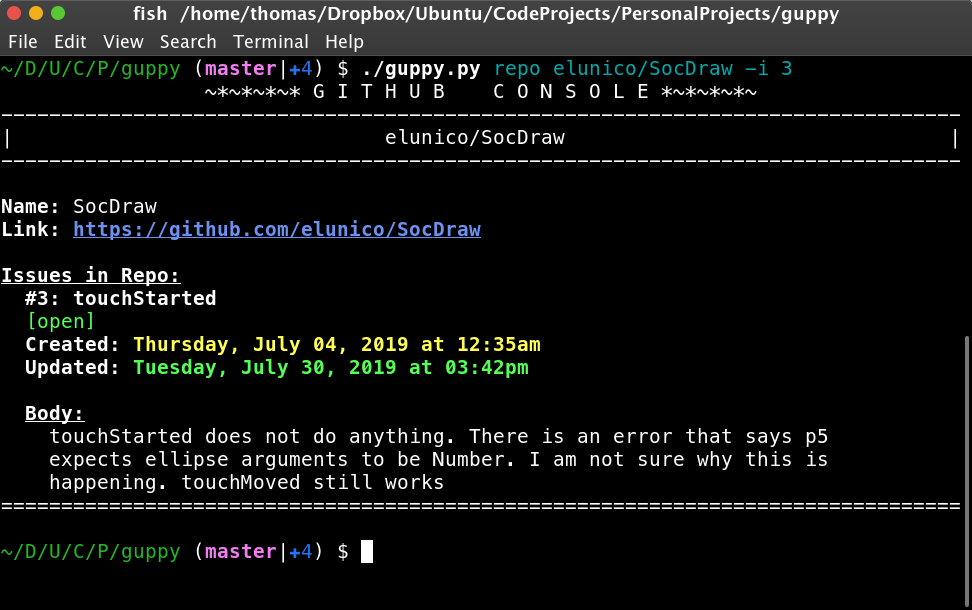 fish /home/thomas/Dropbox/Ubuntu/CodeProjects/PersonalProjects/guppy
File Edit View Search Terminal Help
~/D/U/C/P/guppy (master|✚4) $ ./guppy.py repo elunico/SocDraw -i 3
~*~*~*~* G I T H U B   C O N S O L E *~*~*~*~
--------------------------------------------------------------------------------
| elunico/SocDraw |
--------------------------------------------------------------------------------
Name: SocDraw
Link: https://github.com/elunico/SocDraw
Issues in Repo:
#3: touchStarted
[open]
Created: Thursday, July 04, 2019 at 12:35am
Updated: Tuesday, July 30, 2019 at 03:42pm
Body:
touchStarted does not do anything. There is an error that says p5
expects ellipse arguments to be Number. I am not sure why this is
happening. touchMoved still works
================================================================================
~/D/U/C/P/guppy (master|✚4) $